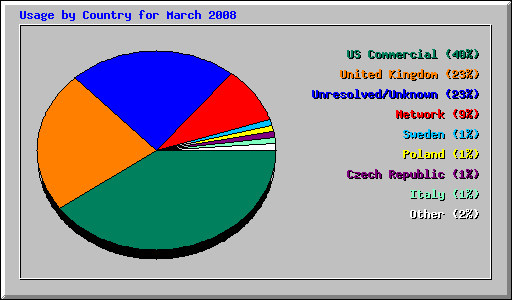 Usage by Country for March 2008
US Commercial (40%)
United Kingdom (23%)
Unresolved/Unknown (23%)
Network (9%)
Sweden (1%)
Poland (1%)
Czech Republic (1%)
Italy (1%)
Other (2%)